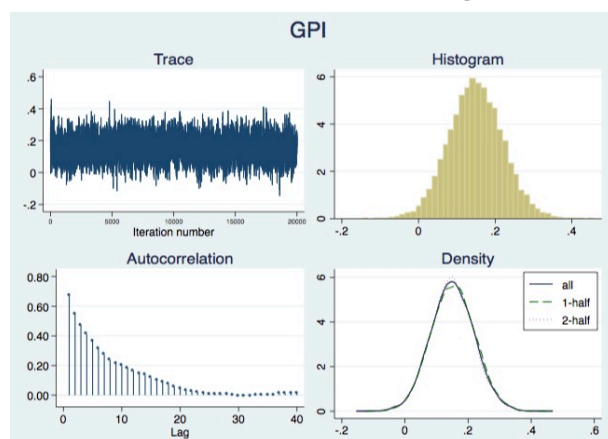 GPI
Trace
.6
.4
.2
0
-.2
0 5000 10000 15000 20000
Iteration number
Histogram
6
4
2
0
-.2 0 .2 .4
Autocorrelation
0.80
0.60
0.40
0.20
0.00
0 10 20 30 40
Lag
Density
all
1-half
2-half
6
4
2
0
-.2 0 .2 .4 .6